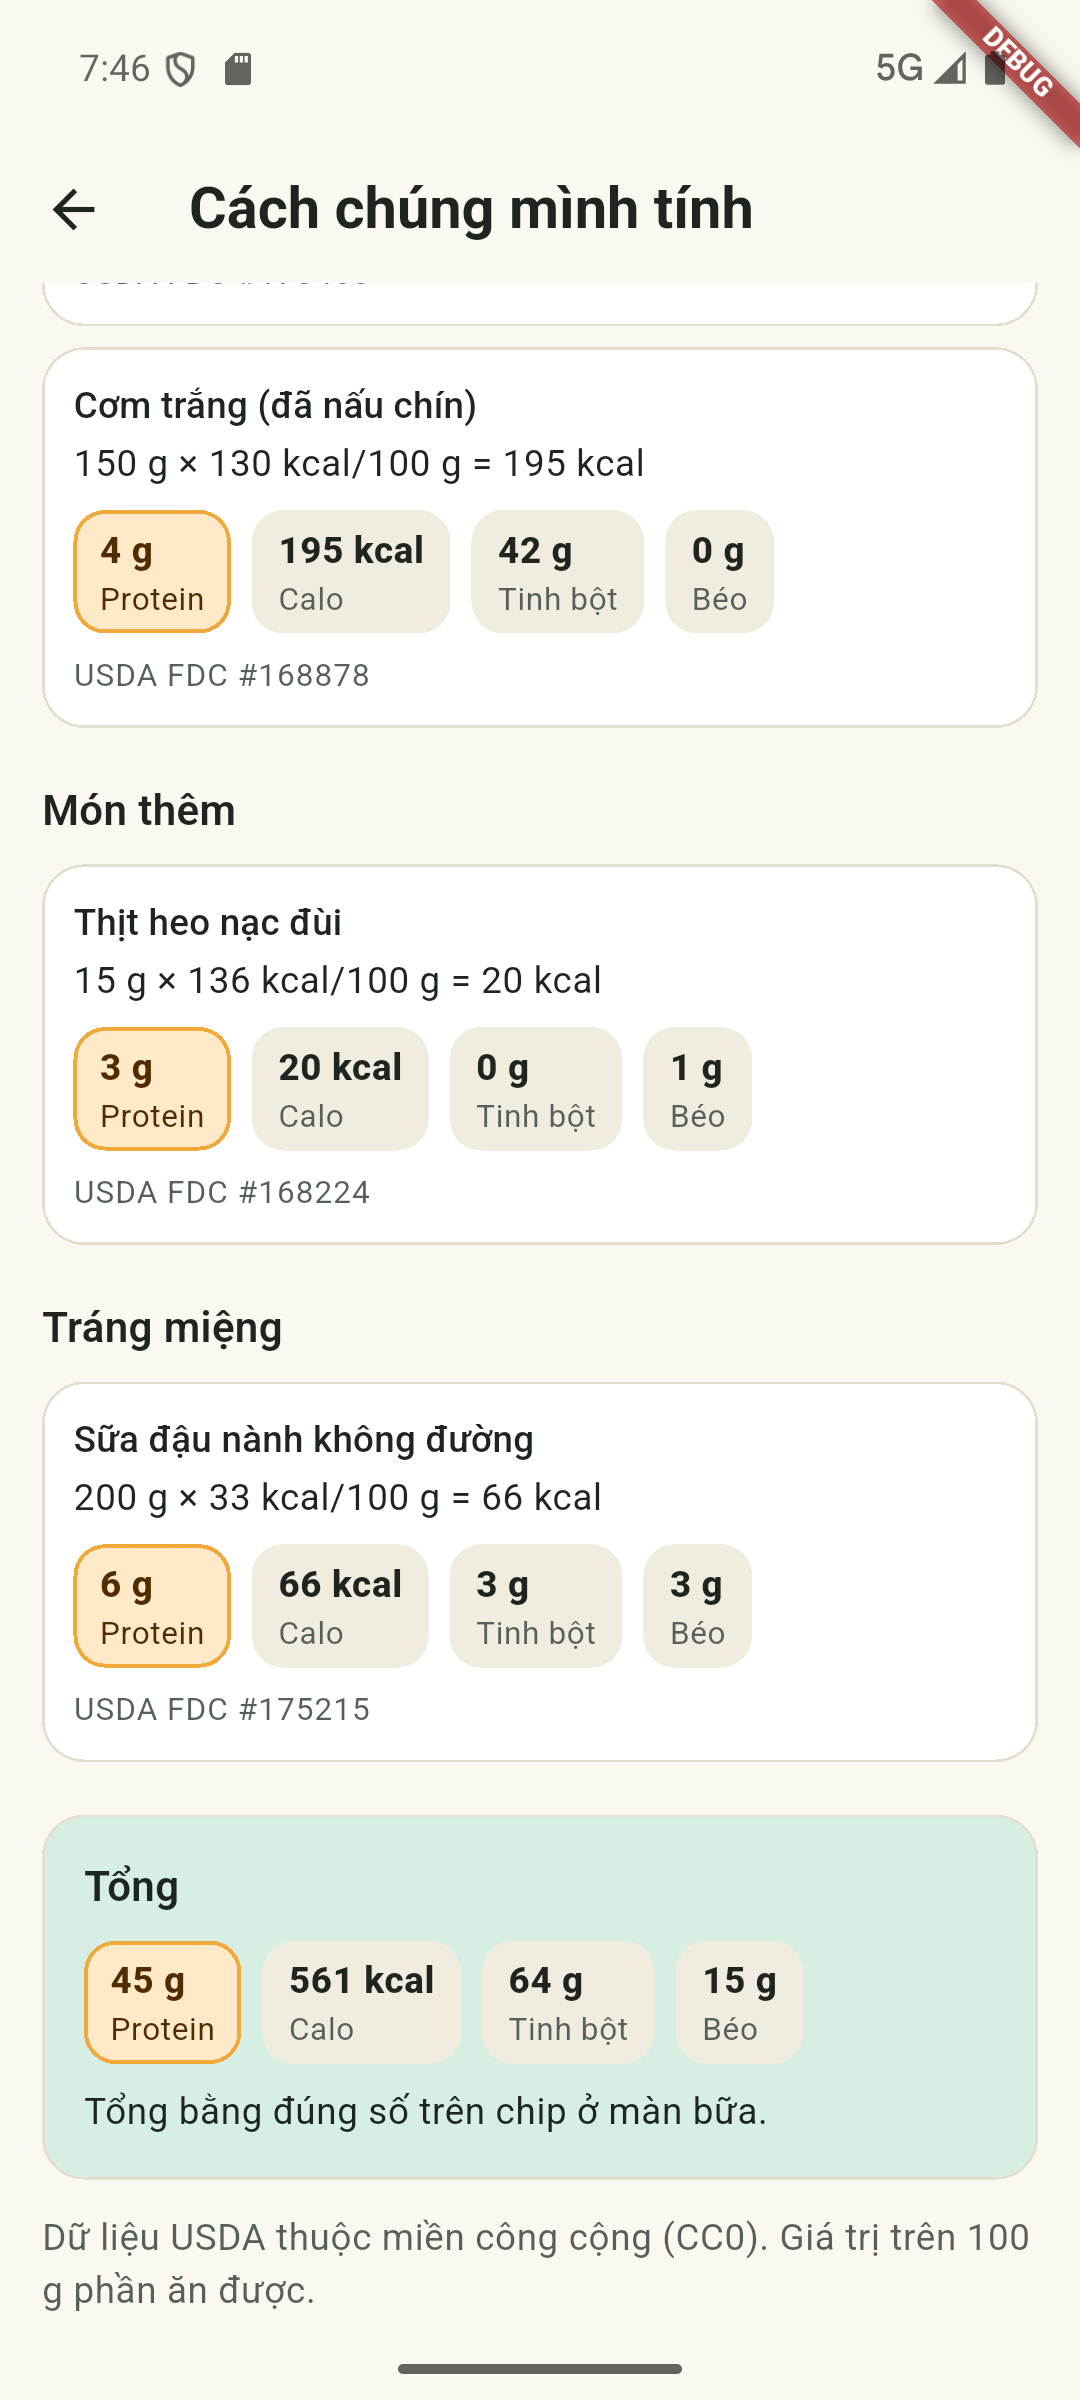 7:46
5G
DEBUG
Cách chúng mình tính
Cơm trắng (đã nấu chín)
150 g × 130 kcal/100 g = 195 kcal
4 g
Protein
195 kcal
Calo
42 g
Tinh bột
0 g
Béo
USDA FDC #168878
Món thêm
Thịt heo nạc đùi
15 g × 136 kcal/100 g = 20 kcal
3 g
Protein
20 kcal
Calo
0 g
Tinh bột
1 g
Béo
USDA FDC #168224
Tráng miệng
Sữa đậu nành không đường
200 g × 33 kcal/100 g = 66 kcal
6 g
Protein
66 kcal
Calo
3 g
Tinh bột
3 g
Béo
USDA FDC #175215
Tổng
45 g
Protein
561 kcal
Calo
64 g
Tinh bột
15 g
Béo
Tổng bằng đúng số trên chip ở màn bữa.
Dữ liệu USDA thuộc miền công cộng (CC0). Giá trị trên 100
g phần ăn được.